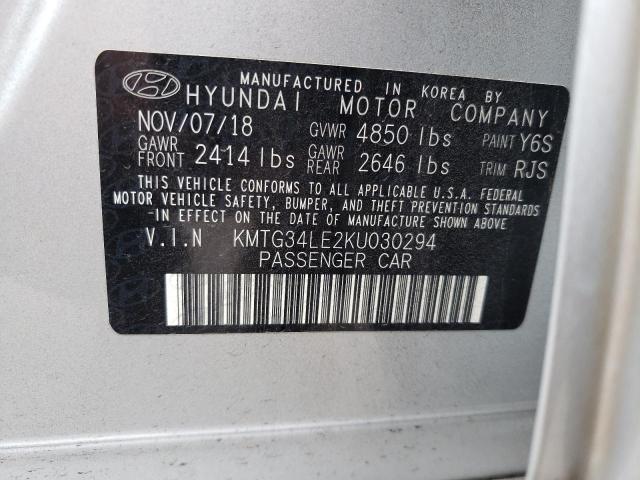 MANUFACTURED IN KOREA BY
HYUNDAI MOTOR COMPANY
NOV/07/18 GVWR 4850 lbs PAINT Y6S
GAWR FRONT 2414 lbs GAWR REAR 2646 lbs TRIM RJS
THIS VEHICLE CONFORMS TO ALL APPLICABLE U.S.A. FEDERAL
MOTOR VEHICLE SAFETY, BUMPER, AND THEFT PREVENTION STANDARDS
-IN EFFECT ON THE DATE OF MANUFACTURE SHOWN ABOVE.
V.I.N KMTG34LE2KU030294
PASSENGER CAR